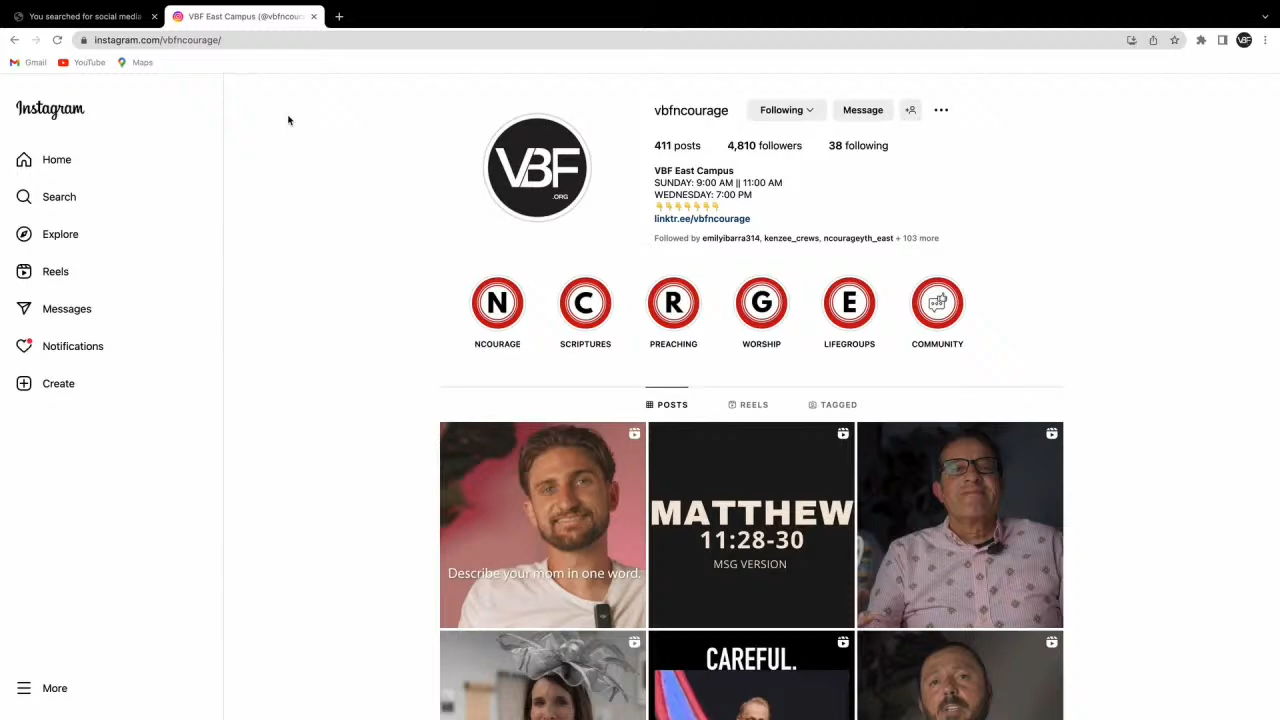 You searched for social media
VBF East Campus (@vbfncour
instagram.com/vbfncourage/
VBF
Gmail
YouTube
Maps
Instagram
Home
Search
Explore
Reels
Messages
Notifications
Create
More
VBF
.ORG
vbfncourage
Following
Message
411 posts
4,810 followers
38 following
VBF East Campus
SUNDAY: 9:00 AM || 11:00 AM
WEDNESDAY: 7:00 PM
👇👇👇👇👇👇👇
linktr.ee/vbfncourage
Followed by emilyibarra314, kenzee_crews, ncourageyth_east + 103 more
N
C
R
G
E
NCOURAGE
SCRIPTURES
PREACHING
WORSHIP
LIFEGROUPS
COMMUNITY
POSTS
REELS
TAGGED
Describe your mom in one word.
MATTHEW
11:28-30
MSG VERSION
CAREFUL.